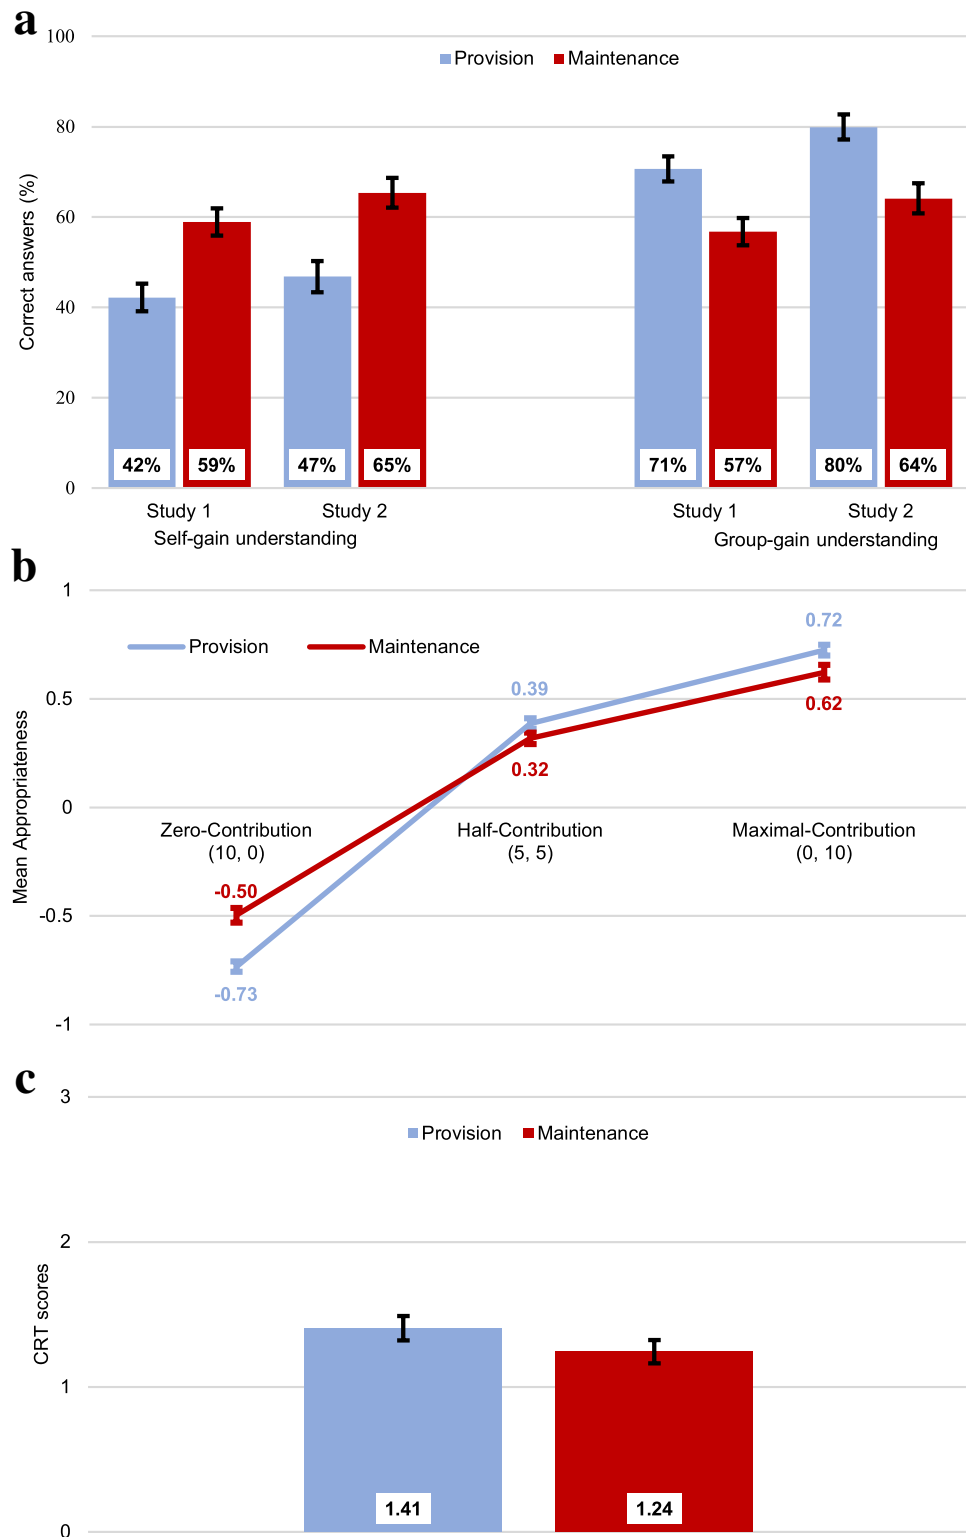 a
100
Provision Maintenance
80
60
40
20
0
Correct answers (%)
42% 59% 47% 65% 71% 57% 80% 64%
Study 1 Study 2 Study 1 Study 2
Self-gain understanding Group-gain understanding
b
1
Provision Maintenance
0.72
0.39
0.5
0.62
0.32
Mean Appropriateness
0
Zero-Contribution Half-Contribution Maximal-Contribution
(10, 0) (5, 5) (0, 10)
-0.50
-0.5
-0.73
-1
c
3
Provision Maintenance
2
CRT scores
1
1.41 1.24
0